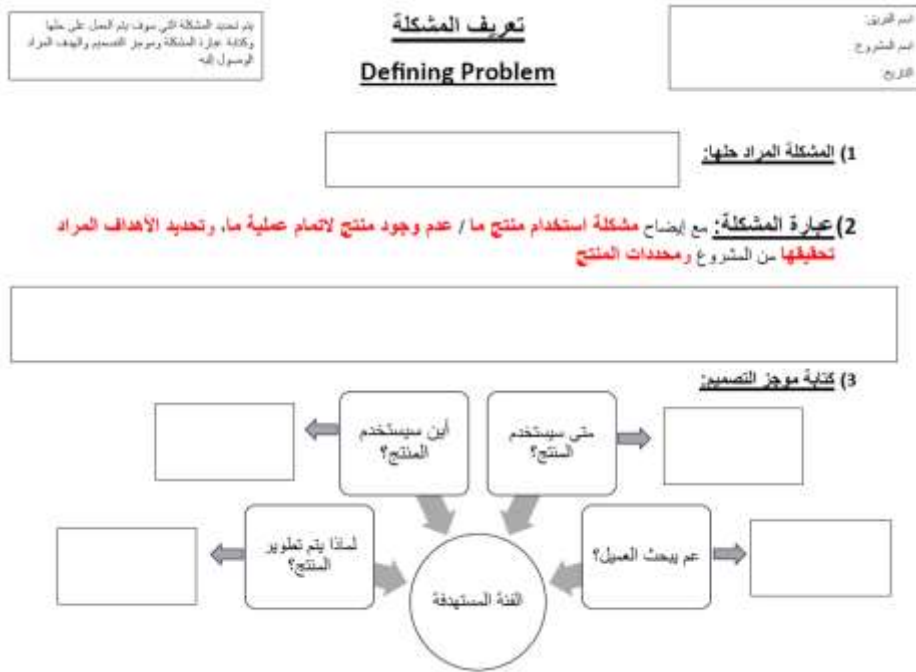 تعريف المشكلة
Defining Problem
اسم الفريق:
اسم المشروع:
التاريخ:
يتم تحديد المشكلة التي سوف يتم العمل على حلها
وكتابة عبارة المشكلة وموجز التصميم والهدف المراد
الوصول إليه
1) المشكلة المراد حلها:
2) عبارة المشكلة: مع إيضاح مشكلة استخدام منتج ما / عدم وجود منتج لاتمام عملية ما، وتحديد الأهداف المراد
تحقيقها من المشروع ومحددات المنتج
3) كتابة موجز التصميم:
متى سيستخدم
المنتج؟
أين سيستخدم
المنتج؟
عم يبحث العميل؟
لماذا يتم تطوير
المنتج؟
الفئة المستهدفة